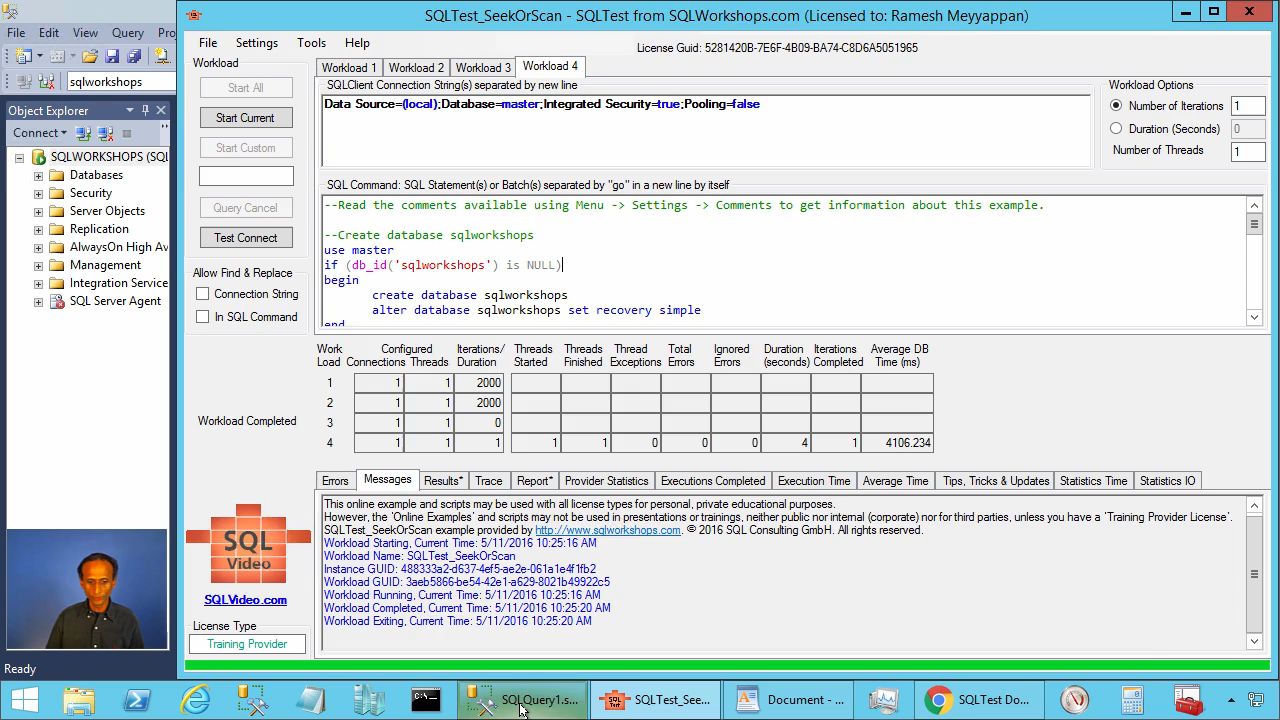 SQLTest_SeekOrScan - SQLTest from SQLWorkshops.com (Licensed to: Ramesh Meyyappan)
File Edit View Query
sqlworkshops
Object Explorer
Connect
SQLWORKSHOPS (SQL
Databases
Security
Server Objects
Replication
AlwaysOn High Av
Management
Integration Service
SQL Server Agent
Ready
File Settings Tools Help
License Guid: 5281420B-7E9F-4B09-BA74-C8D6A5051965
Workload
Start All
Start Current
Start Custom
Query Cancel
Test Connect
Allow Find & Replace
Connection String
In SQL Command
Workload 1 Workload 2 Workload 3 Workload 4
SQLClient Connection String(s) separated by new line
Data Source=(local);Database=master;Integrated Security=true;Pooling=false
Workload Options
Number of Iterations 1
Duration (Seconds) 0
Number of Threads 1
SQL Command: SQL Statement(s) or Batch(s) separated by "go" in a new line by itself
--Read the comments available using Menu -> Settings -> Comments to get information about this example.
--Create database sqlworkshops
use master
if (db_id('sqlworkshops') is NULL)
begin
create database sqlworkshops
alter database sqlworkshops set recovery simple
end
Work Configured Iterations/ Threads Threads Thread Total Ignored Duration Iterations Average DB
Load Connections Threads Duration Started Finished Exceptions Errors Errors (seconds) Completed Time (ms)
1 1 1 2000
2 1 1 2000
3 1 1 0
4 1 1 1 1 1 0 0 0 4 1 4106.234
Workload Completed
Errors Messages Results* Trace Report* Provider Statistics Executions Completed Execution Time Average Time Tips, Tricks & Updates Statistics Time Statistics IO
This online example and scripts may be used with all license types for personal, private educational purposes.
However, the 'Online Examples' and scripts may not be used in presentations or trainings, neither public nor internal (corporate) nor for third parties, unless you have a 'Training Provider License'.
SQLTest_SeekOrScan example provided by http://www.sqlworkshops.com. © 2016 SQL Consulting GmbH. All rights reserved.
Workload Starting, Current Time: 5/11/2016 10:25:16 AM
Workload Name: SQLTest_SeekOrScan
Instance GUID: 488333a2-d637-4ef5-ae2e-061a1e4f1fb2
Workload GUID: 3aeb5866-be54-42e1-a629-8021b49922c5
Workload Running, Current Time: 5/11/2016 10:25:16 AM
Workload Completed, Current Time: 5/11/2016 10:25:20 AM
Workload Exiting, Current Time: 5/11/2016 10:25:20 AM
SQL
Video
SQLVideo.com
License Type
Training Provider
SQLQuery1.s... SQLTest_See... Document - ... SQLTest Do...